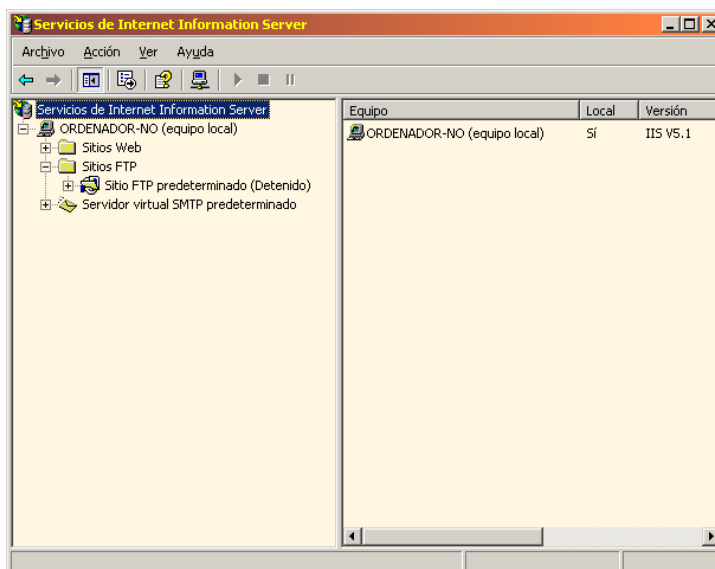 Servicios de Internet Information Server
Archivo Acción Ver Ayuda
Servicios de Internet Information Server
ORDENADOR-NO (equipo local)
Sitios Web
Sitios FTP
Sitio FTP predeterminado (Detenido)
Servidor virtual SMTP predeterminado
Equipo Local Versión
ORDENADOR-NO (equipo local) Sí IIS V5.1